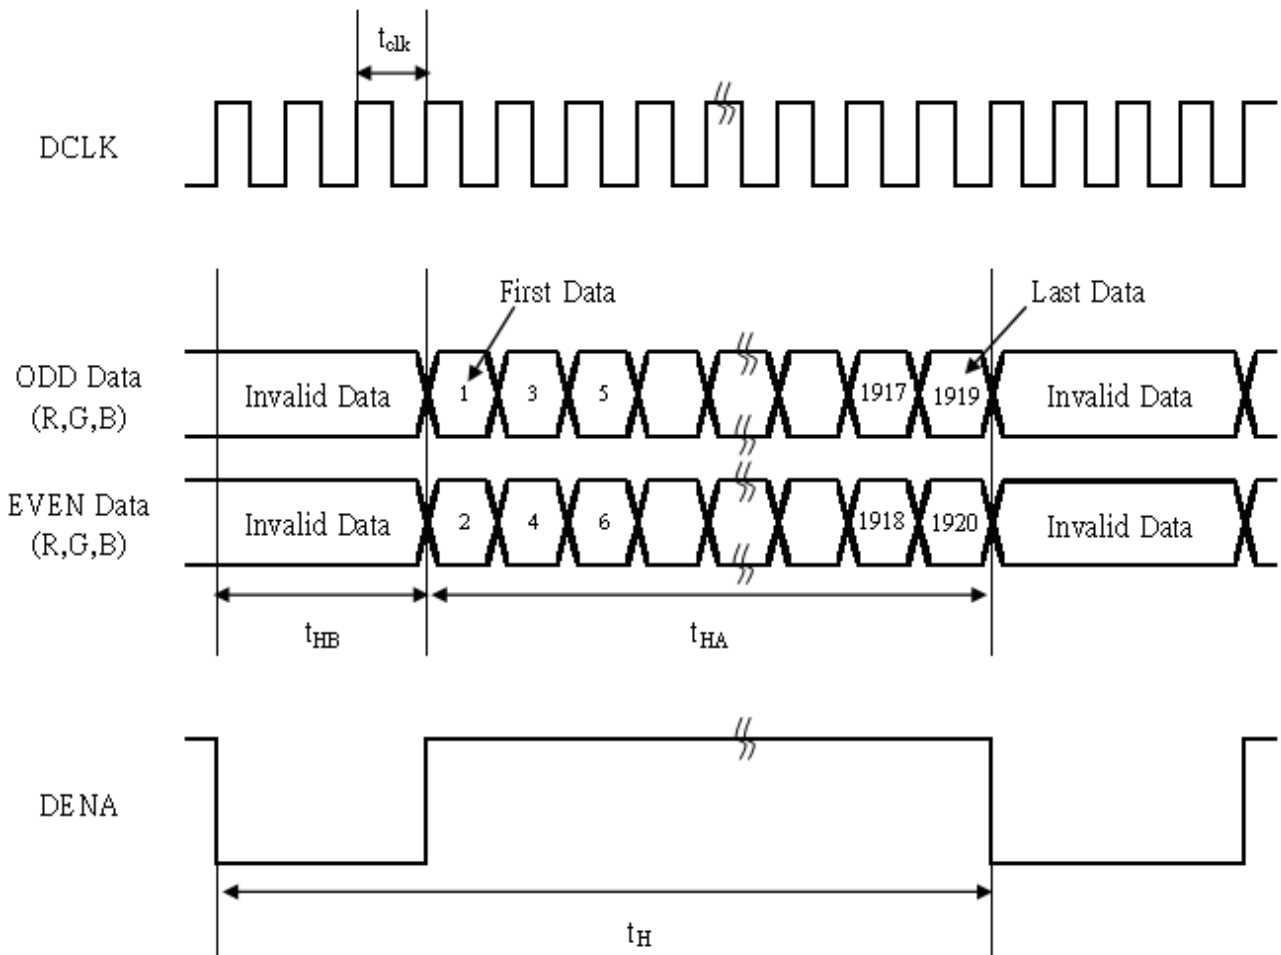 tclk
DCLK
First Data
Last Data
ODD Data
(R,G,B)
Invalid Data
1
3
5
1917
1919
Invalid Data
EVEN Data
(R,G,B)
Invalid Data
2
4
6
1918
1920
Invalid Data
tHB
tHA
DENA
tH